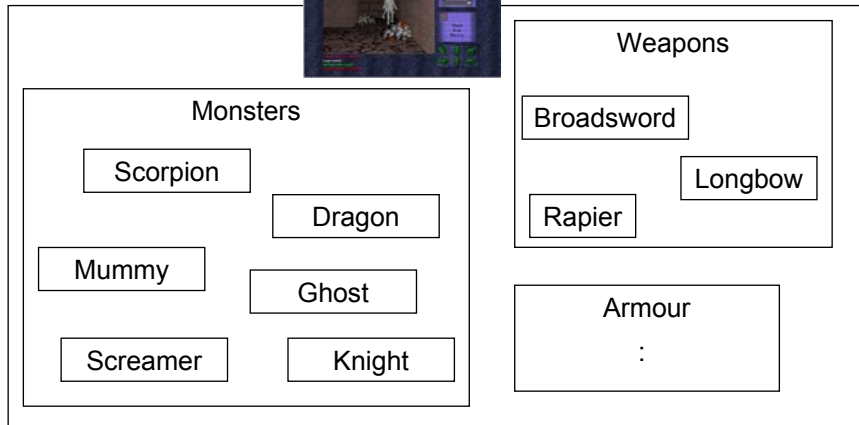 Monsters
Scorpion
Dragon
Mummy
Ghost
Screamer
Knight
Weapons
Broadsword
Longbow
Rapier
Armour
: